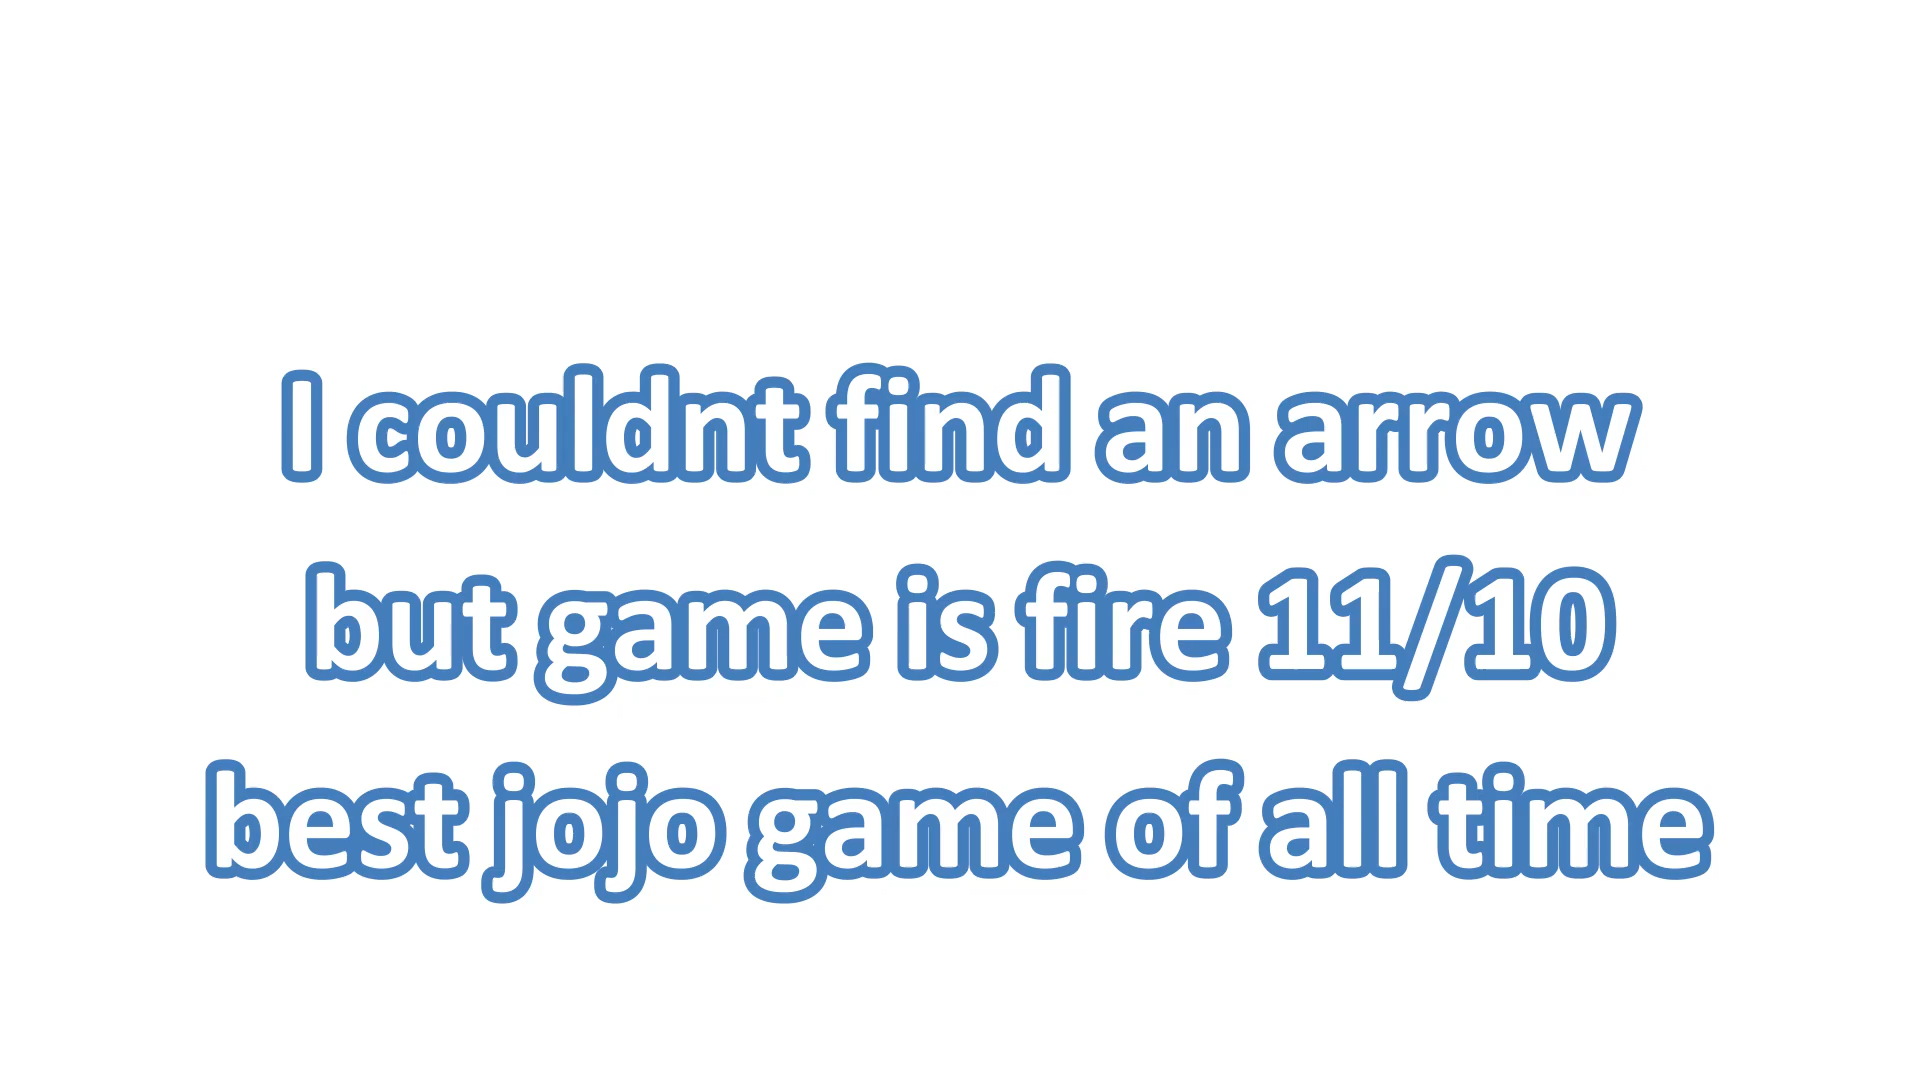 I couldnt find an arrow
but game is fire 11/10
best jojo game of all time